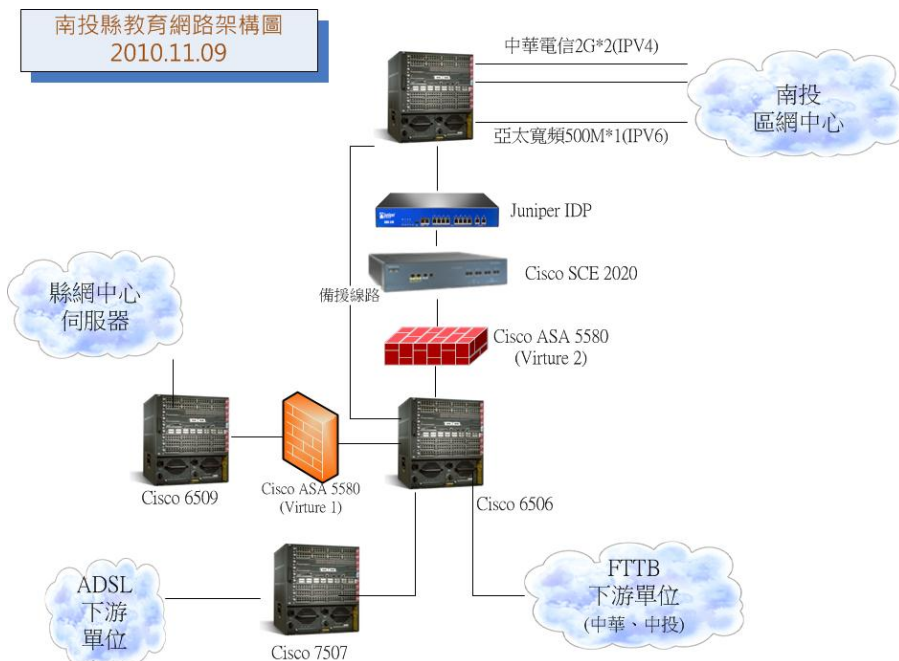 南投縣教育網路架構圖
2010.11.09
中華電信2G*2(IPV4)
南投
區網中心
亞太寬頻500M*1(IPV6)
Juniper IDP
Cisco SCE 2020
備援線路
縣網中心
伺服器
Cisco ASA 5580
(Virture 2)
Cisco 6509
Cisco ASA 5580
(Virture 1)
Cisco 6506
ADSL
下游
單位
Cisco 7507
FTTB
下游單位
(中華、中投)